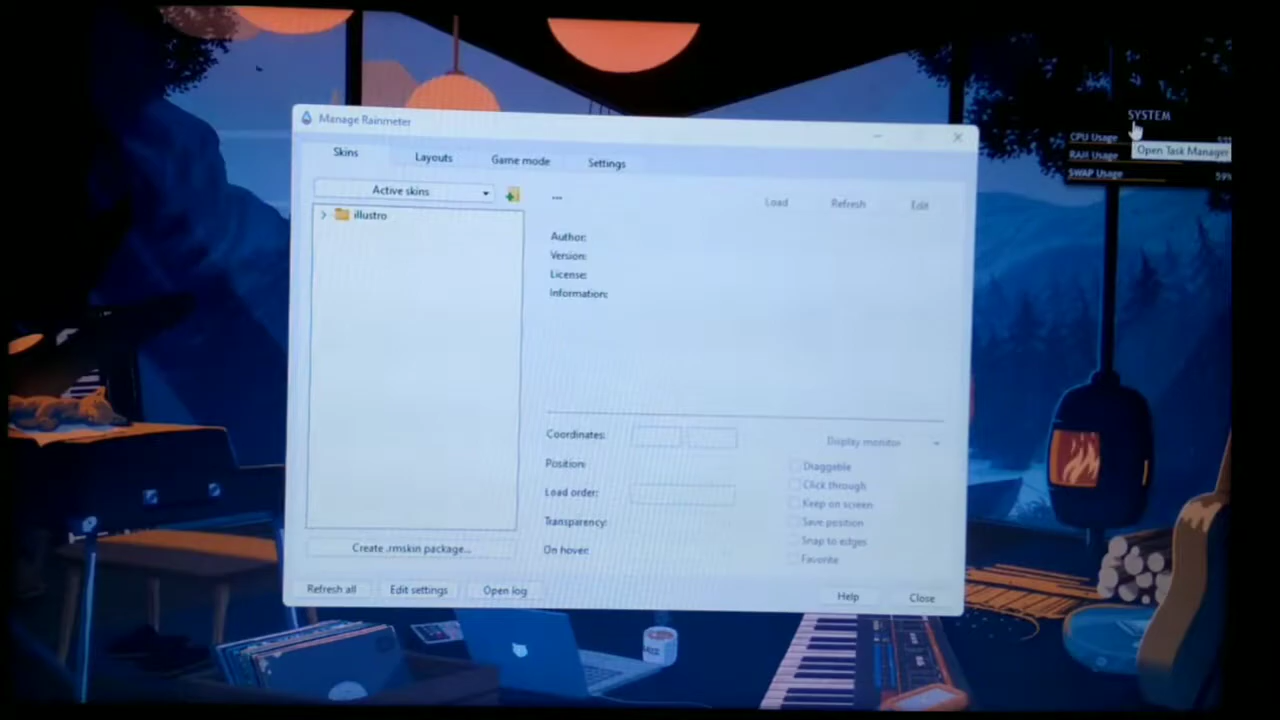 Manage Rainmeter
Skins
Layouts
Game mode
Settings
Active skins
...
Load
Refresh
Edit
illustro
Author:
Version:
License:
Information:
Coordinates:
Display monitor
Position:
Draggable
Load order:
Click through
Keep on screen
Transparency:
Save position
On hover:
Snap to edges
Favorite
Create .rmskin package...
Refresh all
Edit settings
Open log
Help
Close
SYSTEM
CPU Usage
Open Task Manager
RAM Usage
SWAP Usage
59%